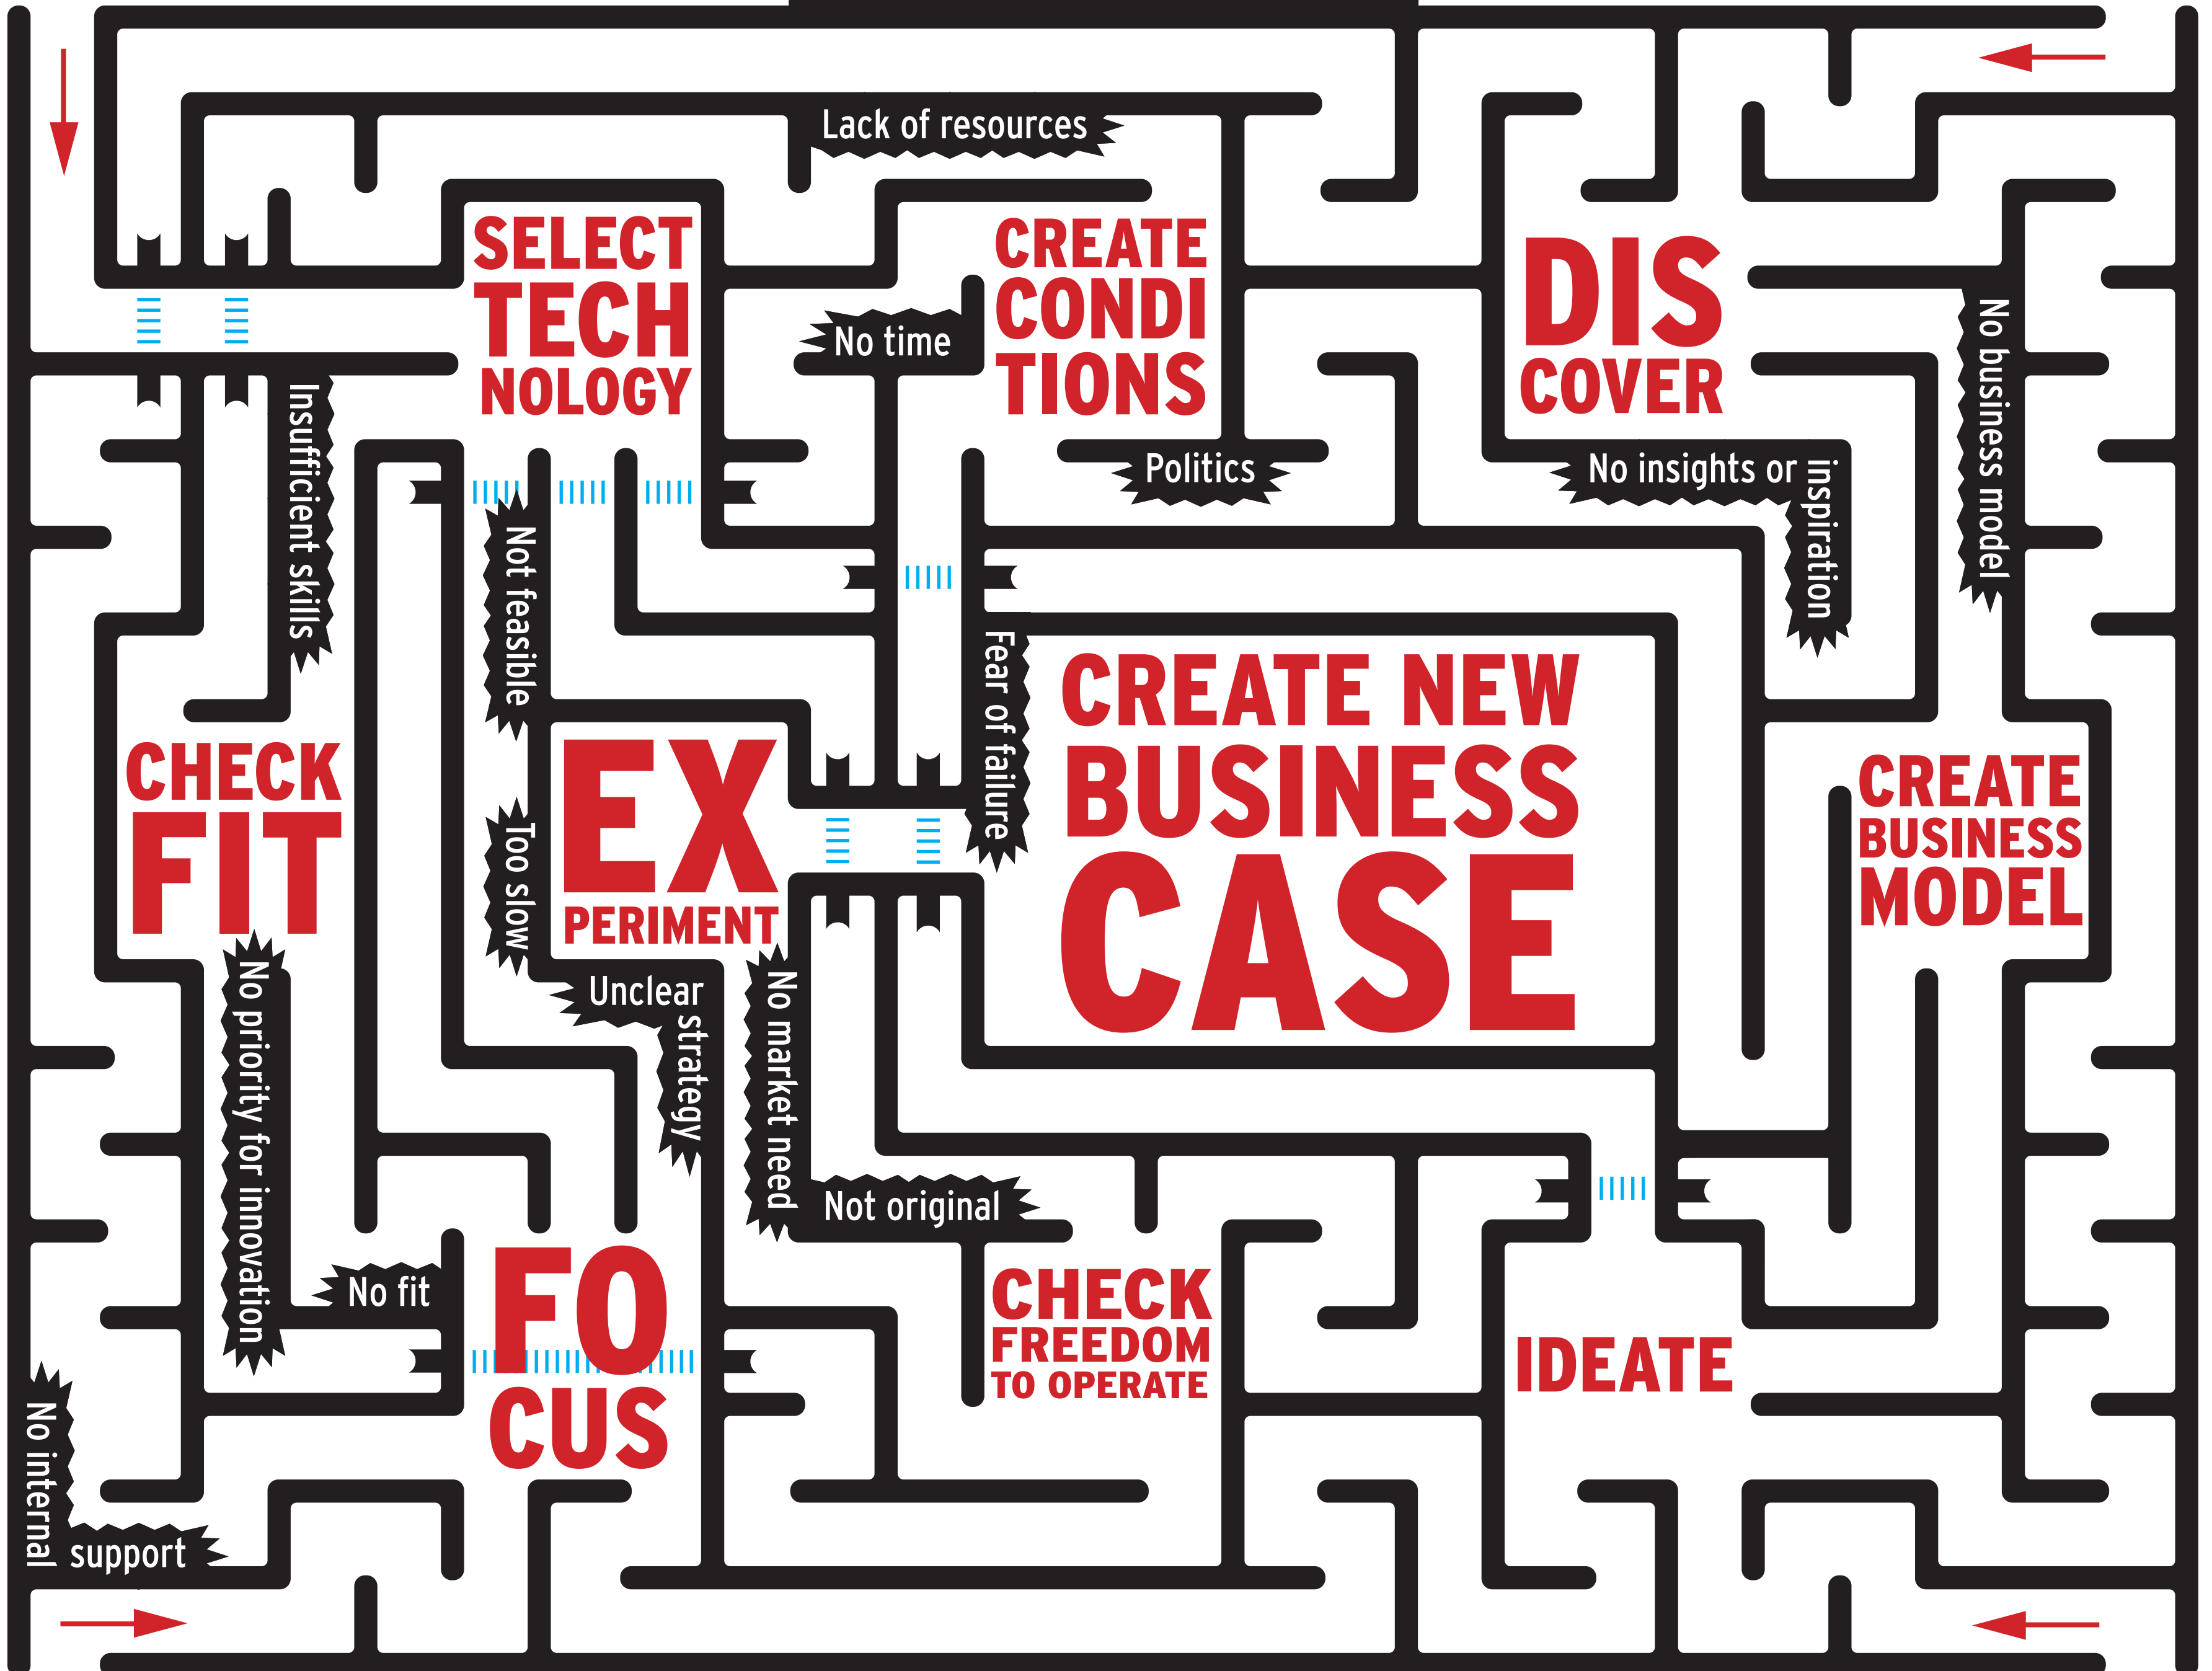 Lack of resources
SELECT
TECH
NOLOGY
CREATE
CONDI
TIONS
DIS
COVER
No time
No business model
Insufficient skills
Politics
No insights or
inspiration
Not feasible
Fear of failure
CREATE NEW
BUSINESS
CASE
CHECK
FIT
EX
PERIMENT
CREATE
BUSINESS
MODEL
Too slow
No priority for innovation
Unclear
strategy
No market need
Not original
No fit
FO
CUS
CHECK
FREEDOM
TO OPERATE
IDEATE
No internal
support